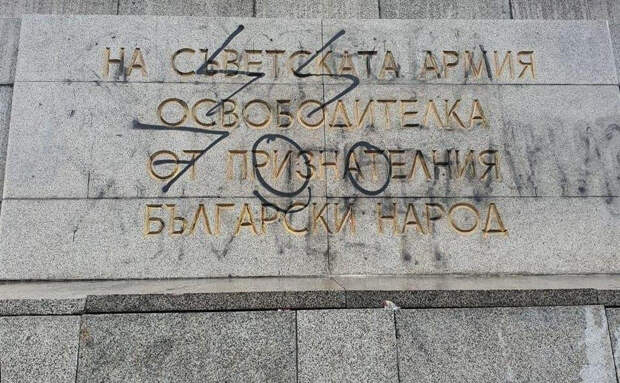 НА СЪВЕТСКАТА АРМИЯ
ОСВОБОДИТЕЛКА
ОТ ПРИЗНАТЕЛНИЯ
БЪЛГАРСКИ НАРОД